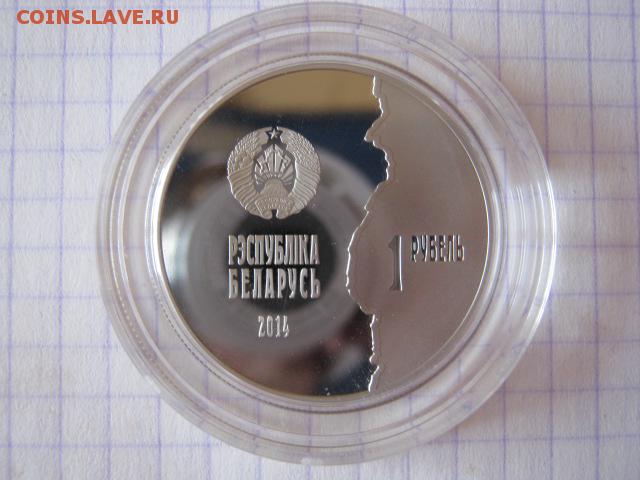 COINS.LAVE.RU
РЭСПУБЛІКА
БЕЛАРУСЬ
2014
1 РУБЕЛЬ